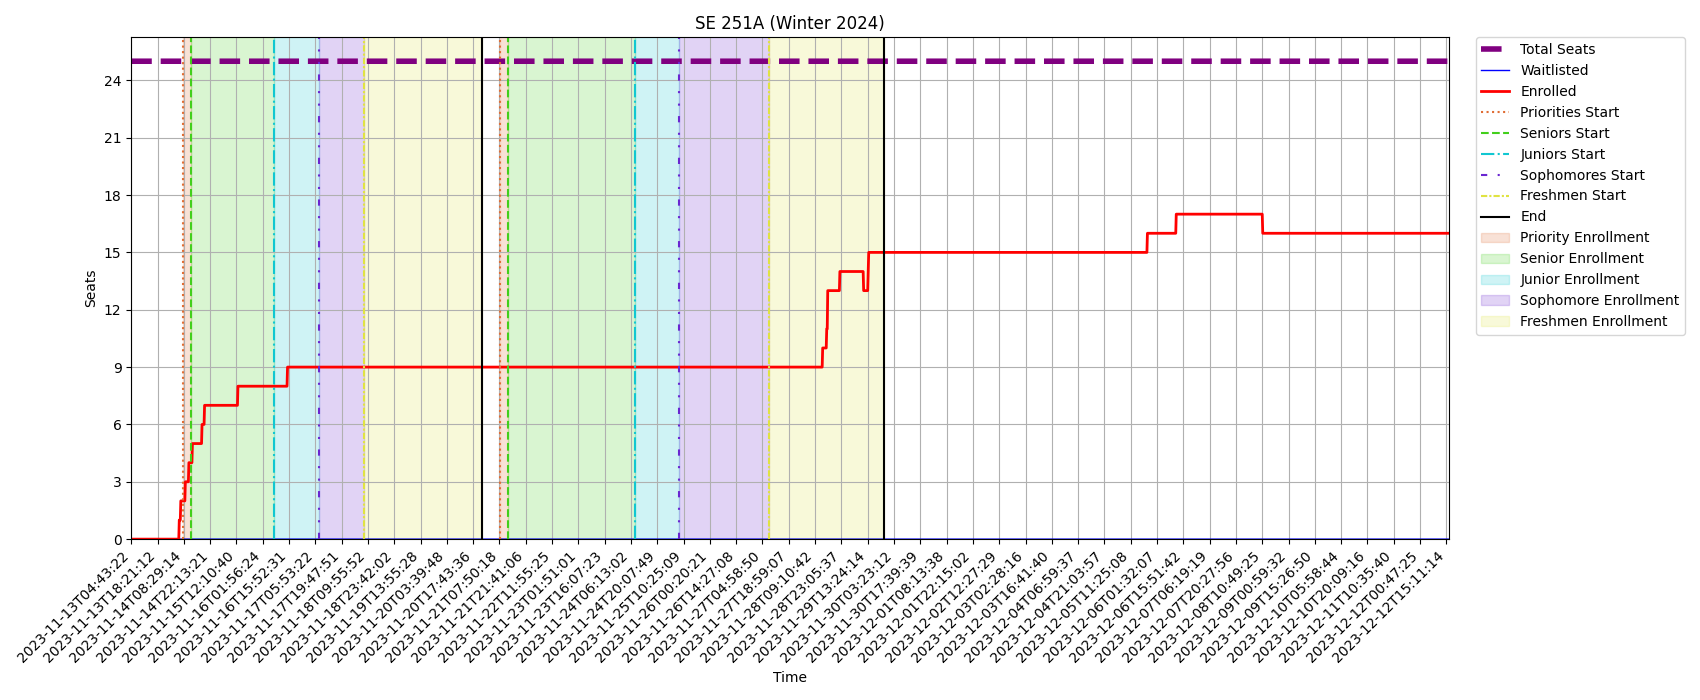 SE 251A (Winter 2024)
Seats
24
21
18
15
12
9
6
3
0
2023-11-13T04:43:22
2023-11-13T18:21:12
2023-11-14T08:29:14
2023-11-14T22:13:21
2023-11-15T12:10:40
2023-11-16T01:56:24
2023-11-16T16:52:31
2023-11-17T05:53:22
2023-11-17T19:47:51
2023-11-18T09:55:52
2023-11-18T23:42:02
2023-11-19T13:55:28
2023-11-20T03:39:48
2023-11-20T17:43:36
2023-11-21T07:50:18
2023-11-21T21:41:06
2023-11-22T11:55:25
2023-11-23T01:51:01
2023-11-23T16:07:23
2023-11-24T06:13:02
2023-11-24T20:07:49
2023-11-25T10:25:09
2023-11-26T00:20:21
2023-11-26T14:27:08
2023-11-27T04:58:50
2023-11-27T18:59:07
2023-11-28T09:10:42
2023-11-28T23:05:37
2023-11-29T13:24:14
2023-11-30T03:23:12
2023-11-30T17:39:39
2023-12-01T08:13:38
2023-12-01T22:15:02
2023-12-02T12:27:29
2023-12-03T02:28:16
2023-12-03T16:41:40
2023-12-04T06:59:37
2023-12-04T21:03:57
2023-12-05T11:25:08
2023-12-06T01:32:07
2023-12-06T15:51:42
2023-12-07T06:19:19
2023-12-07T20:27:56
2023-12-08T10:49:25
2023-12-09T00:59:32
2023-12-09T15:26:50
2023-12-10T05:58:44
2023-12-10T20:09:16
2023-12-11T10:35:40
2023-12-12T00:47:25
2023-12-12T15:11:14
Time
Total Seats
Waitlisted
Enrolled
Priorities Start
Seniors Start
Juniors Start
Sophomores Start
Freshmen Start
End
Priority Enrollment
Senior Enrollment
Junior Enrollment
Sophomore Enrollment
Freshmen Enrollment